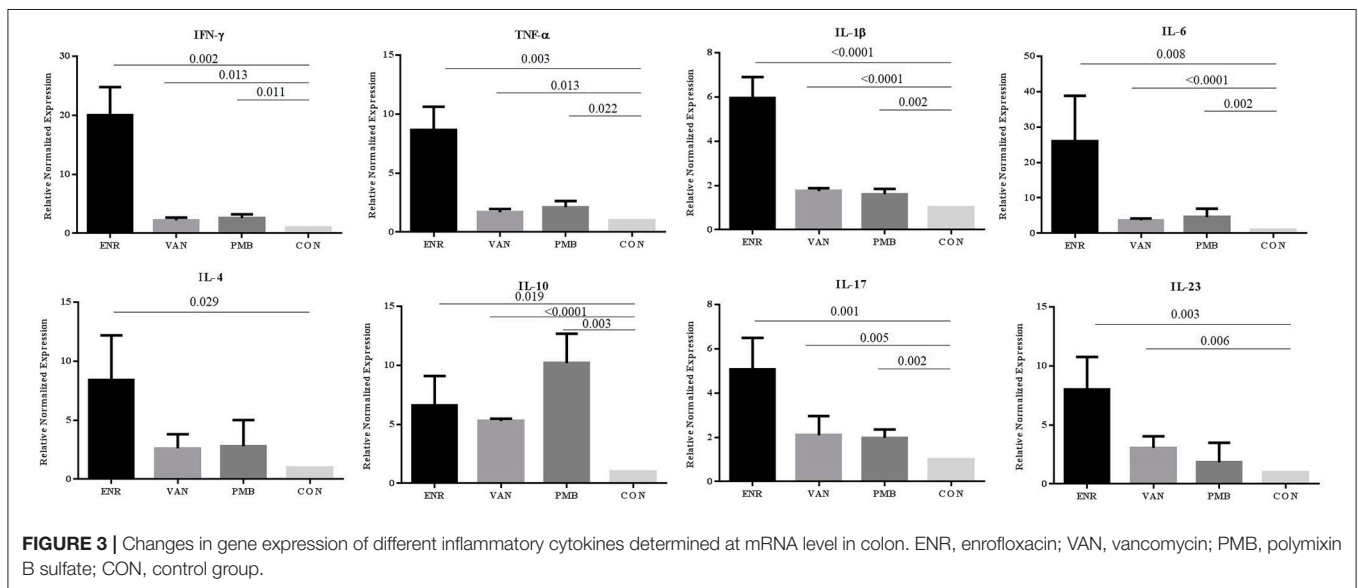 IFN-γ
Relative Normalized Expression
30
20
10
0
0.002
0.013
0.011
ENR VAN PMB CON
TNF-α
Relative Normalized Expression
15
10
5
0
0.003
0.013
0.022
ENR VAN PMB CON
IL-1β
Relative Normalized Expression
8
6
4
2
0
<0.0001
<0.0001
0.002
ENR VAN PMB CON
IL-6
Relative Normalized Expression
50
40
30
20
10
0
0.008
<0.0001
0.002
ENR VAN PMB CON
IL-4
Relative Normalized Expression
15
10
5
0
0.029
ENR VAN PMB CON
IL-10
Relative Normalized Expression
15
10
5
0
0.019
<0.0001
0.003
ENR VAN PMB CON
IL-17
Relative Normalized Expression
8
6
4
2
0
0.001
0.005
0.002
ENR VAN PMB CON
IL-23
Relative Normalized Expression
15
10
5
0
0.003
0.006
ENR VAN PMB CON
FIGURE 3 | Changes in gene expression of different inflammatory cytokines determined at mRNA level in colon. ENR, enrofloxacin; VAN, vancomycin; PMB, polymixin
B sulfate; CON, control group.